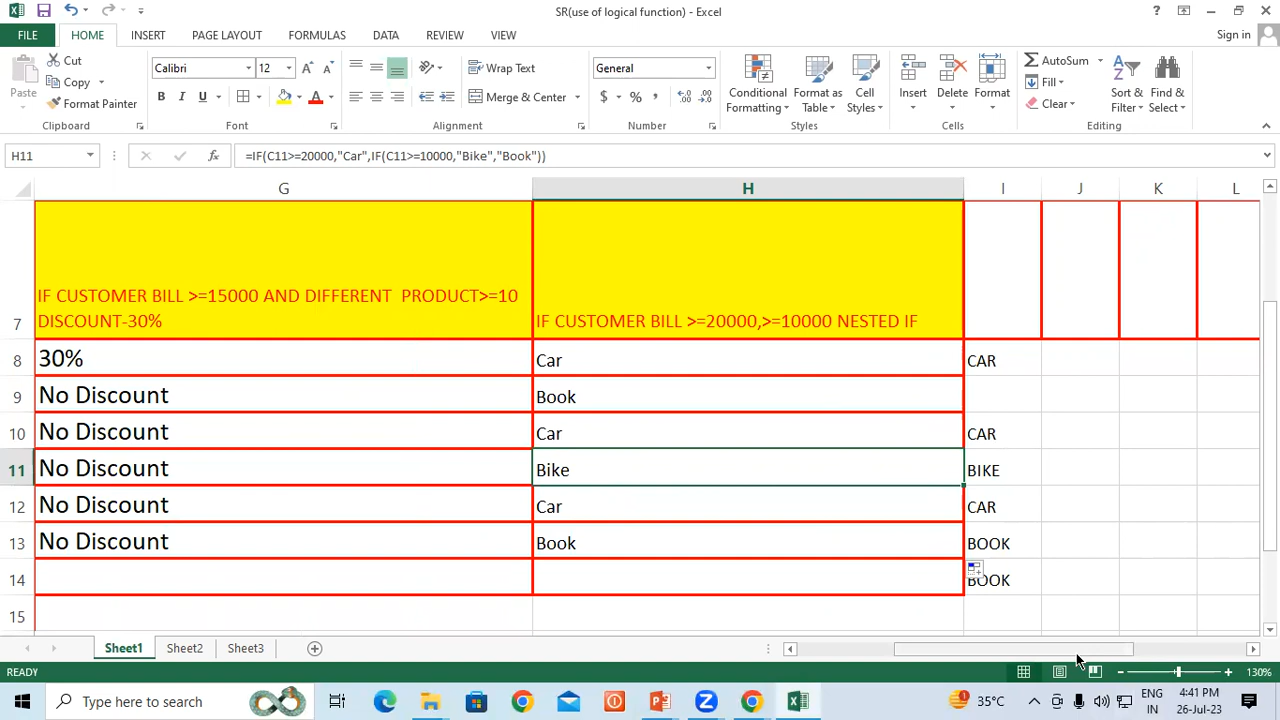 SR(use of logical function) - Excel
FILE HOME INSERT PAGE LAYOUT FORMULAS DATA REVIEW VIEW Sign in
Paste
Cut
Copy
Format Painter
Clipboard
Calibri 12
B I U
Font
Wrap Text
Merge & Center
Alignment
General
$ % ,
Number
Conditional Formatting
Format as Table
Cell Styles
Styles
Insert Delete Format
Cells
AutoSum
Fill
Clear
Sort & Filter
Find & Select
Editing
H11 fx =IF(C11>=20000,"Car",IF(C11>=10000,"Bike","Book"))
G H I J K L
IF CUSTOMER BILL >=15000 AND DIFFERENT PRODUCT>=10
7 DISCOUNT-30% IF CUSTOMER BILL >=20000,>=10000 NESTED IF
8 30% Car CAR
9 No Discount Book
10 No Discount Car CAR
11 No Discount Bike BIKE
12 No Discount Car CAR
13 No Discount Book BOOK
14 BOOK
15
Sheet1 Sheet2 Sheet3
READY 130%
Type here to search 35°C ENG 4:41 PM
IN 26-Jul-23